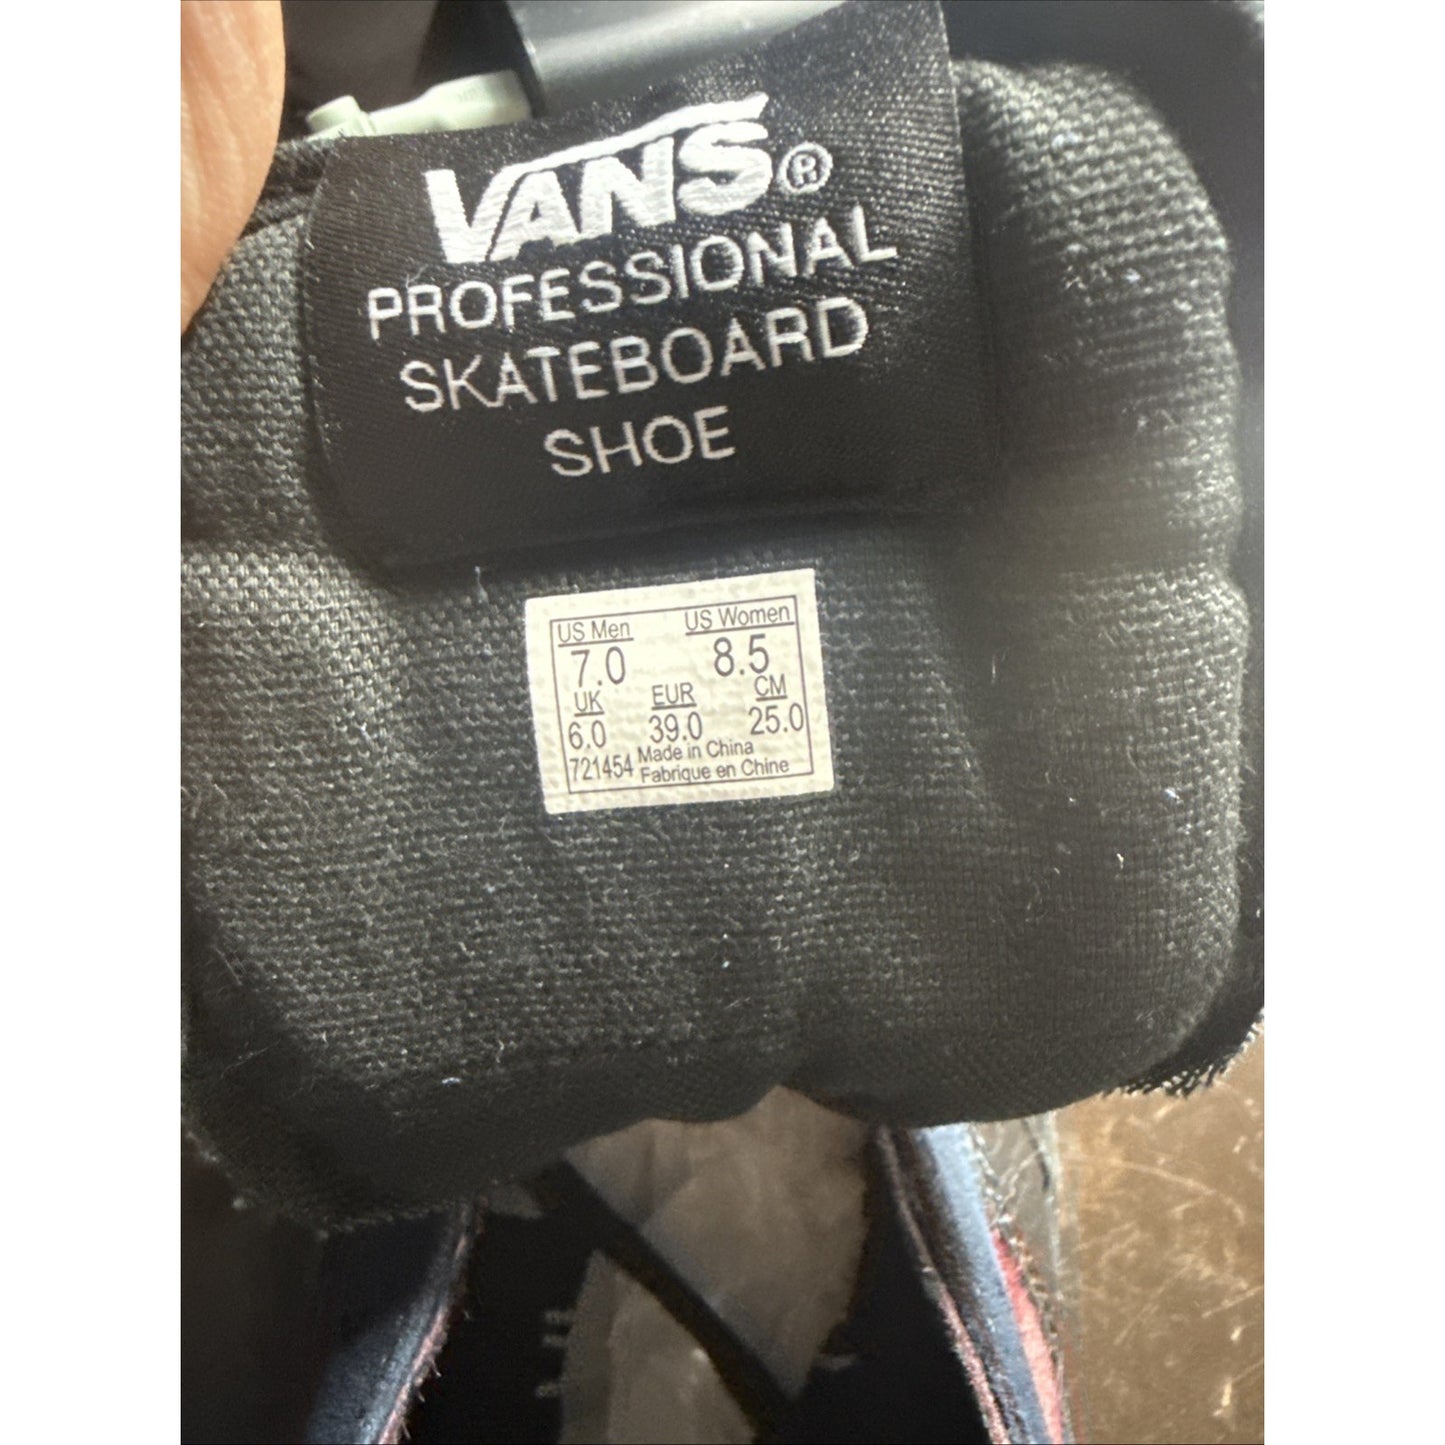 VANS®
PROFESSIONAL
SKATEBOARD
SHOE
US Men US Women
7.0 8.5
UK EUR CM
6.0 39.0 25.0
721454 Made in China
Fabrique en Chine